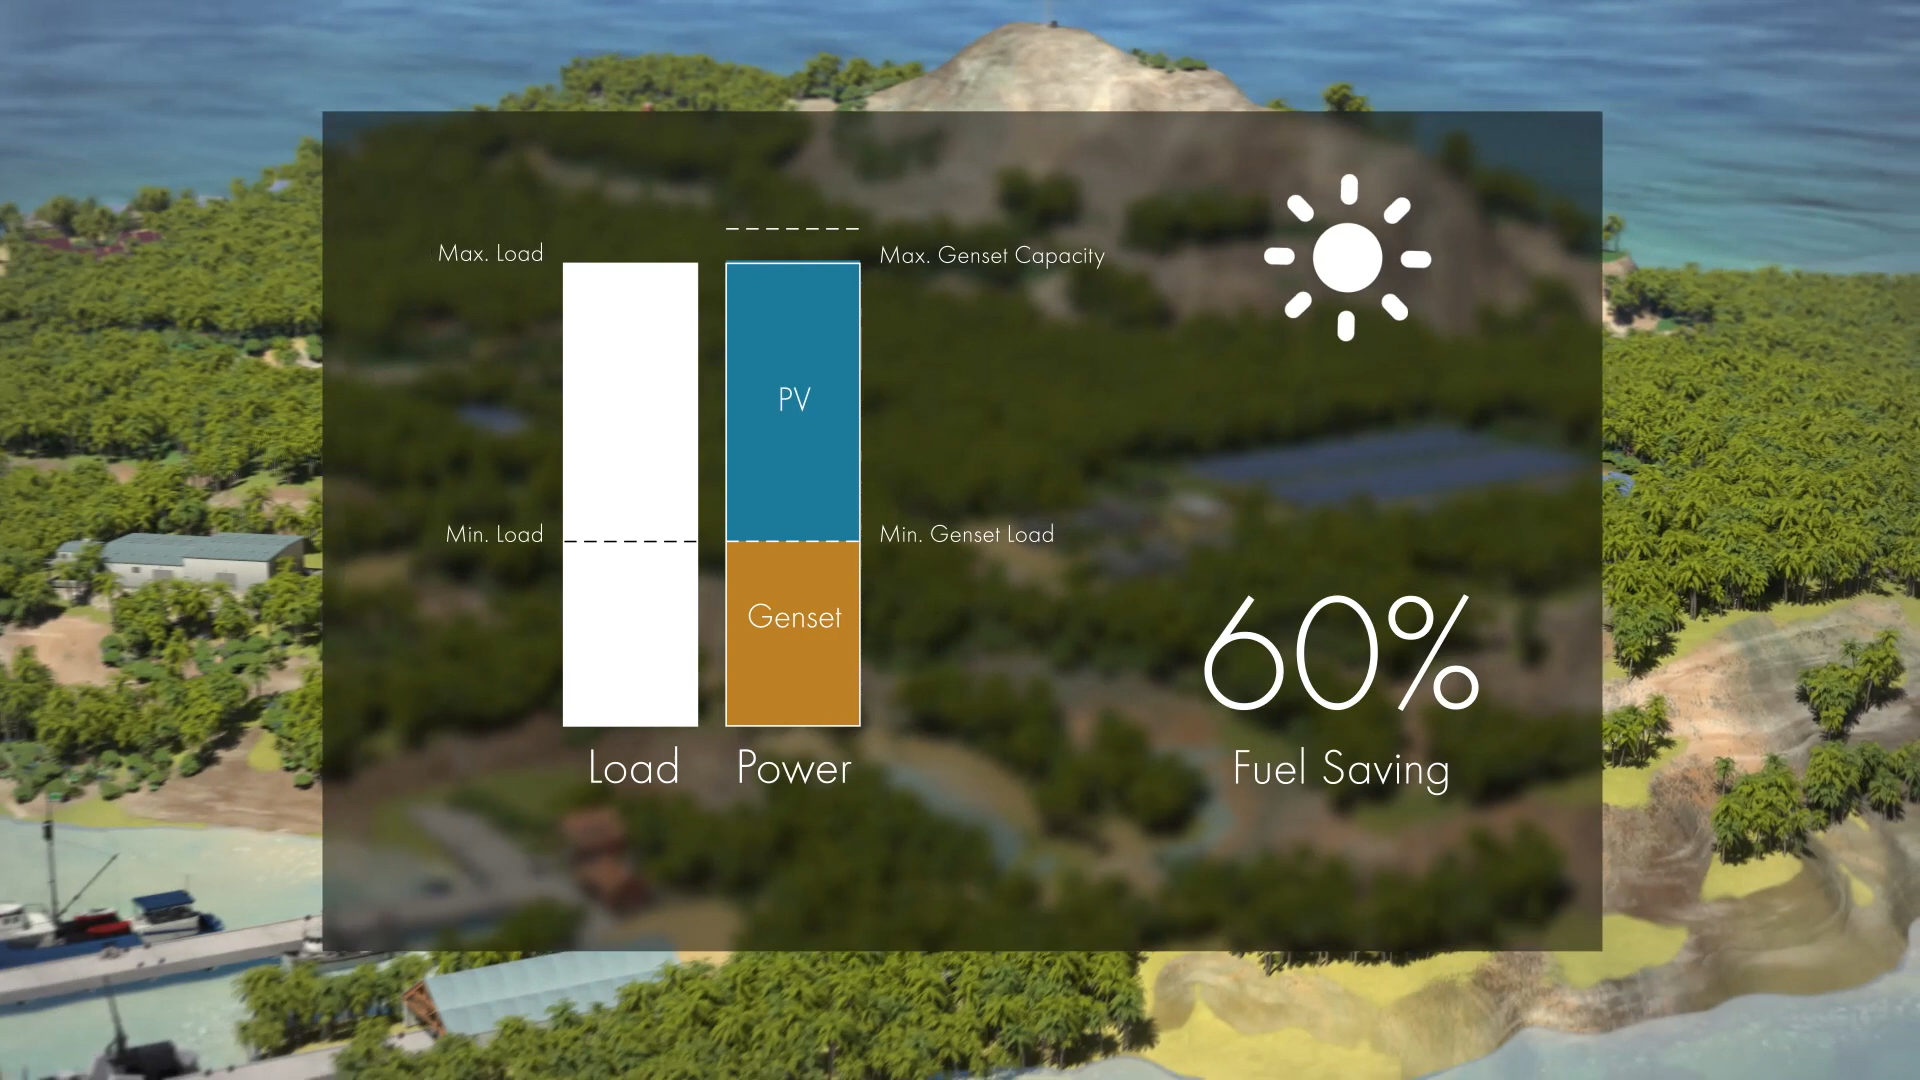 Max. Load
Max. Genset Capacity
PV
Min. Load
Min. Genset Load
Genset
60%
Load
Power
Fuel Saving